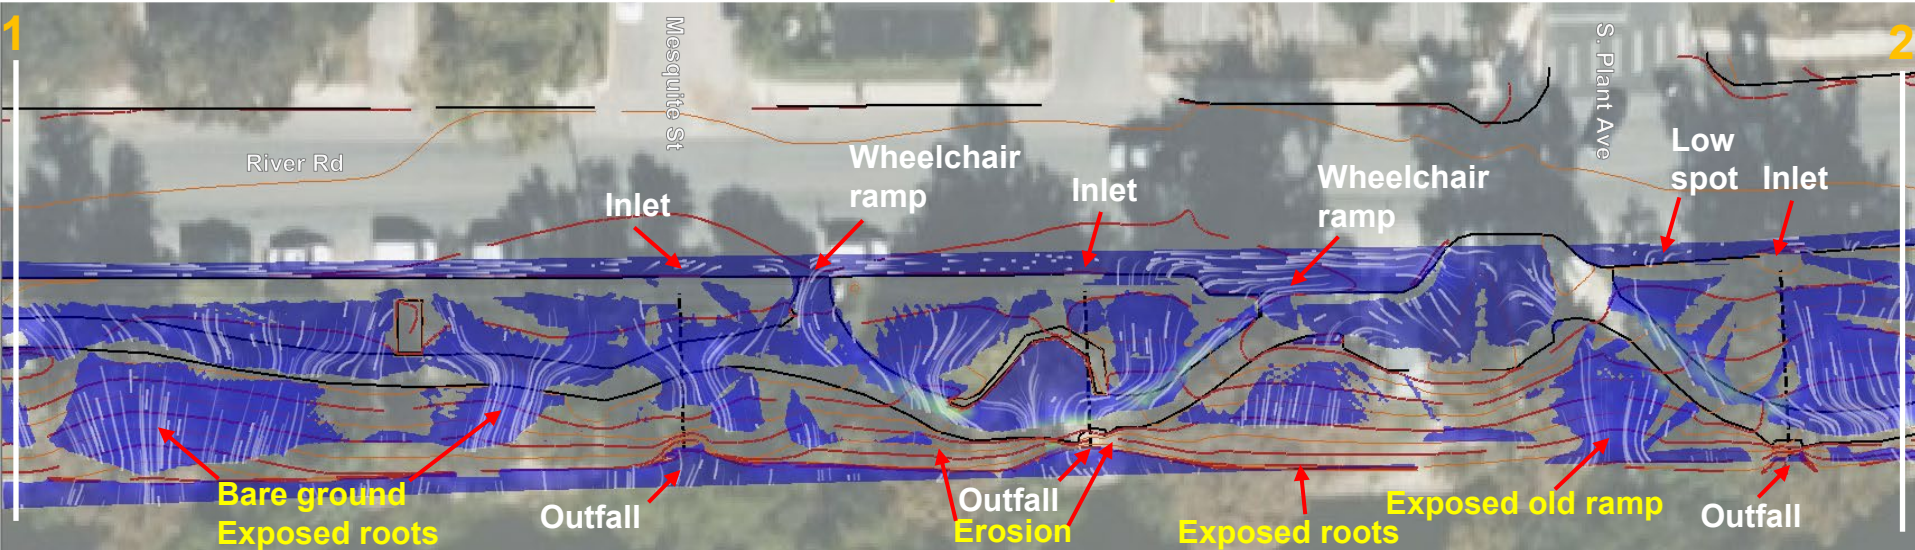 1
2
Mesquite St
S. Plant Ave
River Rd
Wheelchair
ramp
Inlet
Inlet
Wheelchair
ramp
Low
spot
Inlet
Bare ground
Exposed roots
Outfall
Outfall
Erosion
Exposed roots
Exposed old ramp
Outfall